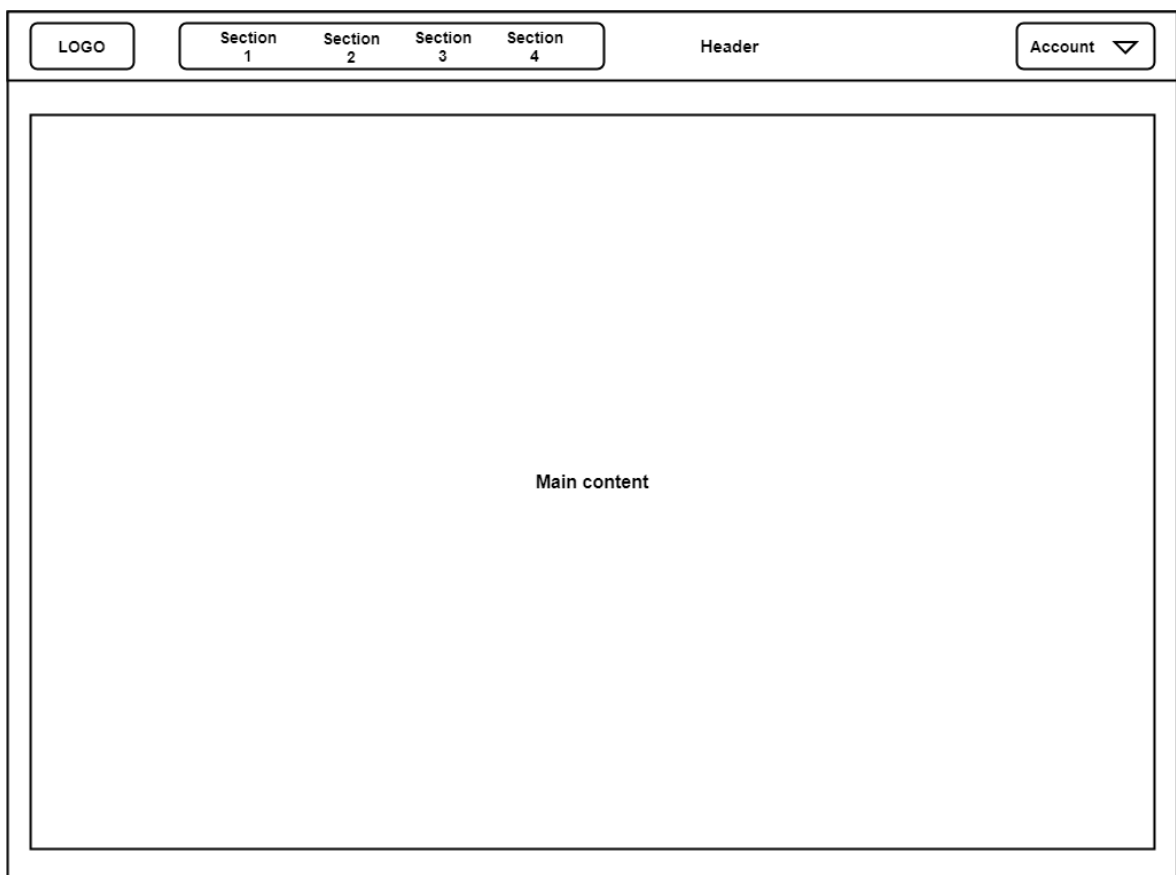 LOGO
Section
1
Section
2
Section
3
Section
4
Header
Account
Main content